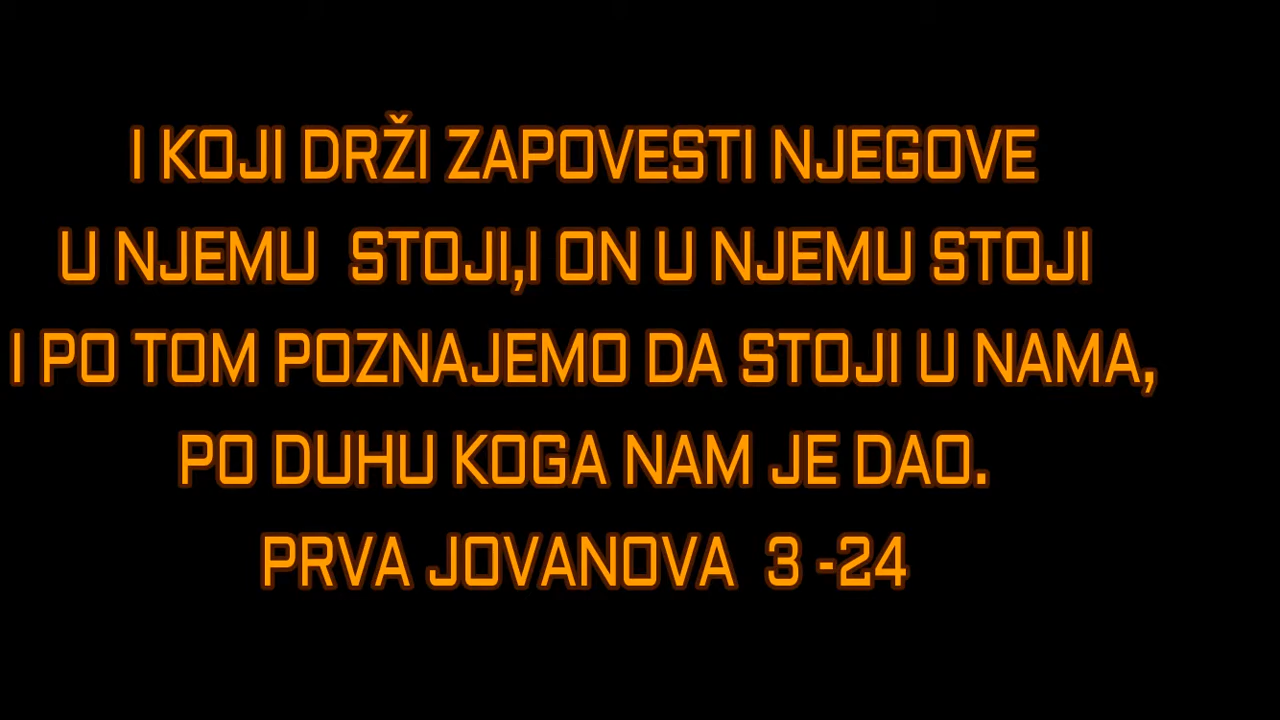 I KOJI DRŽI ZAPOVESTI NJEGOVE
U NJEMU  STOJI,I ON U NJEMU STOJI
I PO TOM POZNAJEMO DA STOJI U NAMA,
PO DUHU KOGA NAM JE DAO.
PRVA JOVANOVA  3 -24